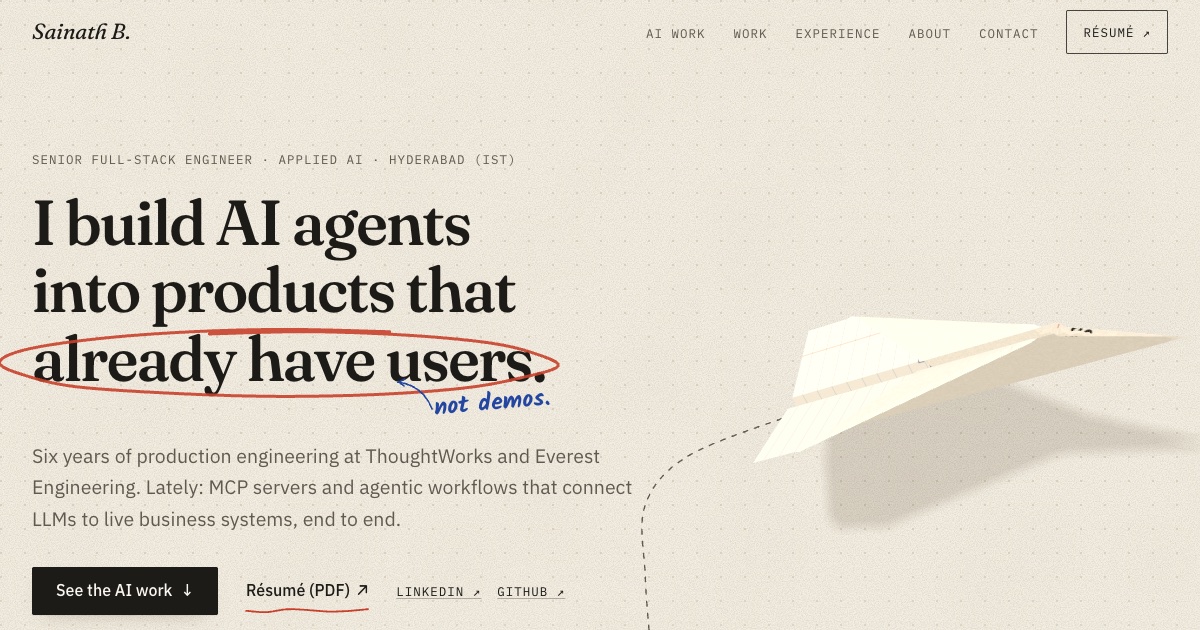 Sainath B.
AI WORK
WORK
EXPERIENCE
ABOUT
CONTACT
RÉSUMÉ ↗
SENIOR FULL-STACK ENGINEER · APPLIED AI · HYDERABAD (IST)
I build AI agents
into products that
already have users.
not demos.
Six years of production engineering at ThoughtWorks and Everest
Engineering. Lately: MCP servers and agentic workflows that connect
LLMs to live business systems, end to end.
See the AI work ↓
Résumé (PDF) ↗
LINKEDIN ↗
GITHUB ↗